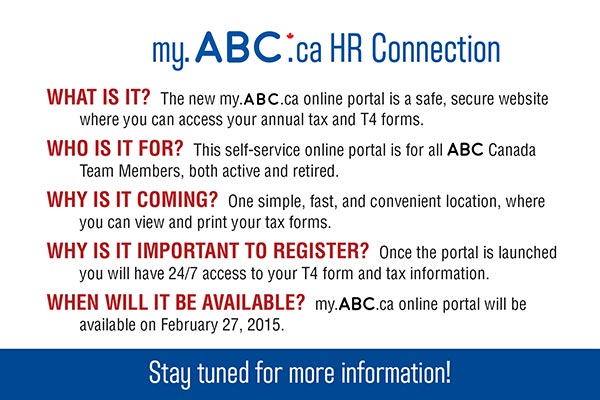 my.ABC.ca HR Connection
WHAT IS IT? The new my.ABC.ca online portal is a safe, secure website
where you can access your annual tax and T4 forms.
WHO IS IT FOR? This self-service online portal is for all ABC Canada
Team Members, both active and retired.
WHY IS IT COMING? One simple, fast, and convenient location, where
you can view and print your tax forms.
WHY IS IT IMPORTANT TO REGISTER? Once the portal is launched
you will have 24/7 access to your T4 form and tax information.
WHEN WILL IT BE AVAILABLE? my.ABC.ca online portal will be
available on February 27, 2015.
Stay tuned for more information!